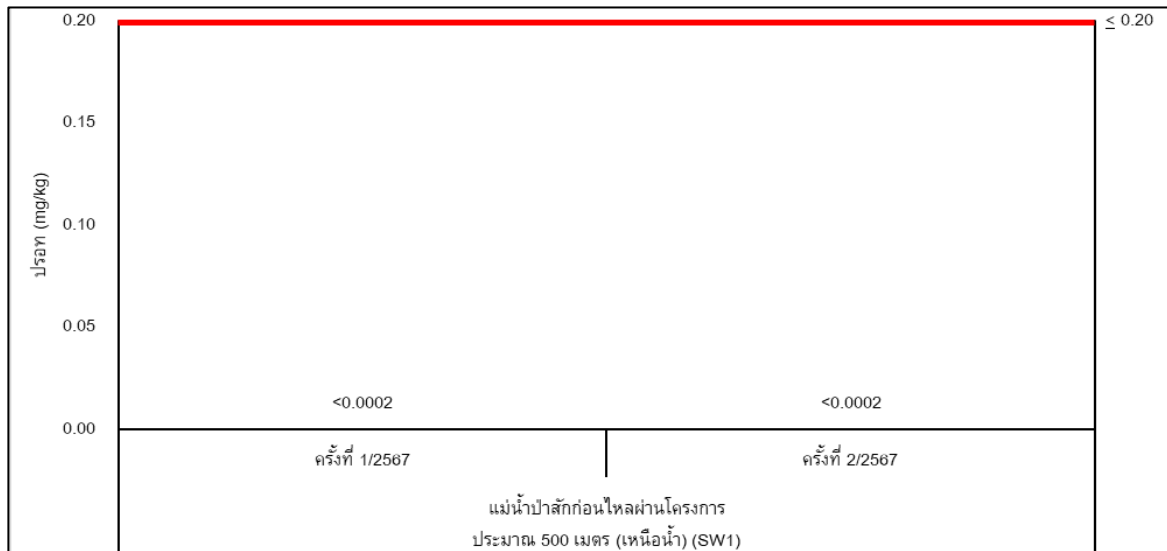 0.20
≤ 0.20
0.15
0.10
0.05
0.00
ปรอท (mg/kg)
<0.0002 <0.0002
ครั้งที่ 1/2567 ครั้งที่ 2/2567
แม่น้ำป่าสักก่อนไหลผ่านโครงการ
ประมาณ 500 เมตร (เหนือน้ำ) (SW1)